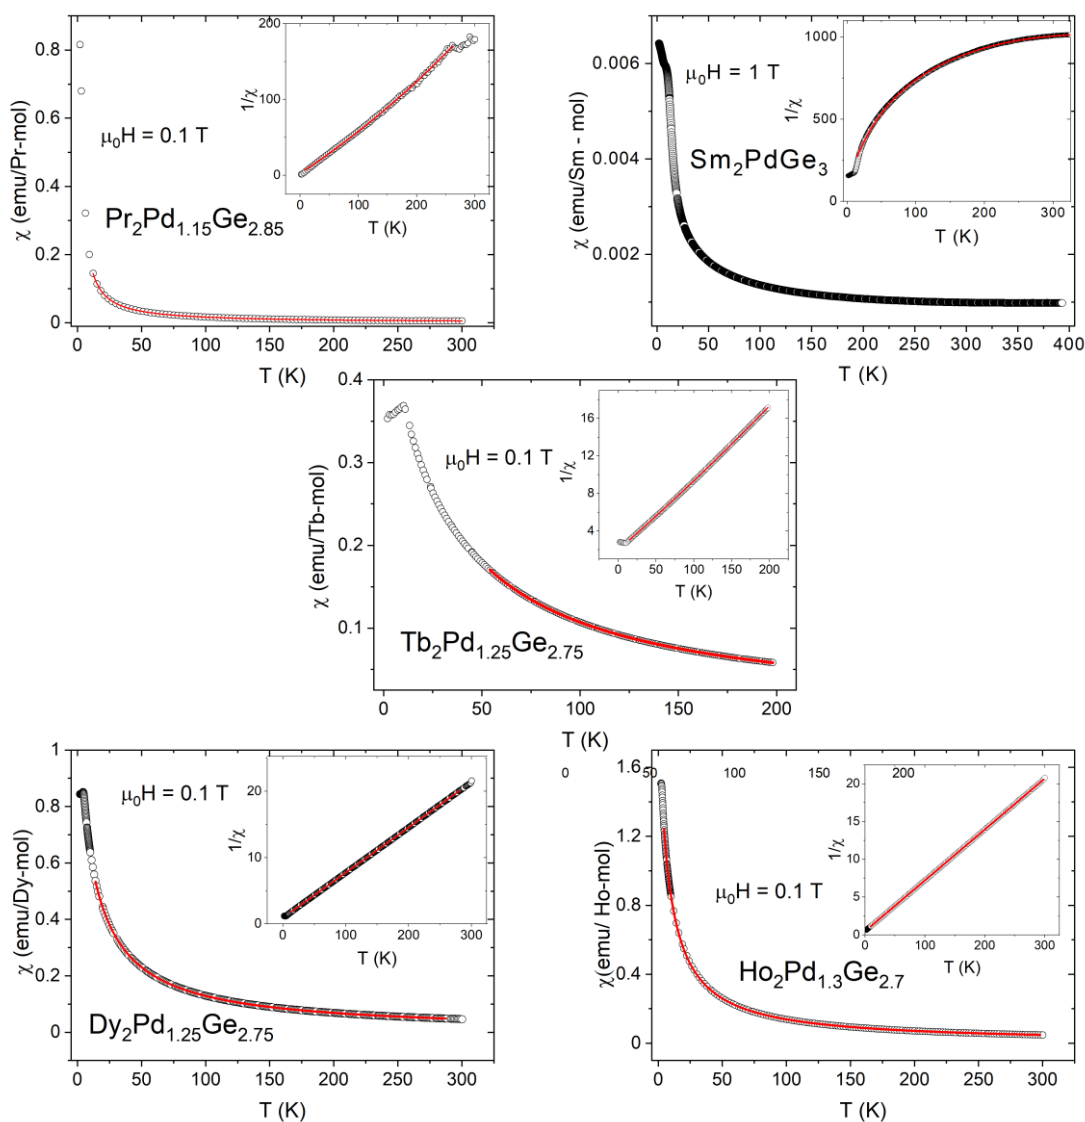 0.8
0.6
0.4
0.2
0
χ (emu/Pr-mol)
0 50 100 150 200 250 300
T (K)
μ₀H = 0.1 T
Pr₂Pd₁.₁₅Ge₂.₈₅
200
100
0
1/χ
0 100 200 300
T (K)
0.006
0.004
0.002
χ (emu/Sm - mol)
0 50 100 150 200 250 300 350 400
T (K)
μ₀H = 1 T
Sm₂PdGe₃
1000
500
0
1/χ
0 100 200 300
T (K)
0.4
0.3
0.2
0.1
χ (emu/Tb-mol)
0 50 100 150 200
T (K)
μ₀H = 0.1 T
Tb₂Pd₁.₂₅Ge₂.₇₅
16
12
8
4
1/χ
0 50 100 150 200
T (K)
1
0.8
0.6
0.4
0.2
0
χ (emu/Dy-mol)
0 50 100 150 200 250 300
T (K)
μ₀H = 0.1 T
Dy₂Pd₁.₂₅Ge₂.₇₅
20
10
0
1/χ
0 100 200 300
T (K)
0 50 100 150 200
1.6
1.2
0.8
0.4
0
χ(emu/ Ho-mol)
0 50 100 150 200 250 300
T (K)
μ₀H = 0.1 T
Ho₂Pd₁.₃Ge₂.₇
20
15
10
5
0
1/χ
0 100 200 300
T (K)